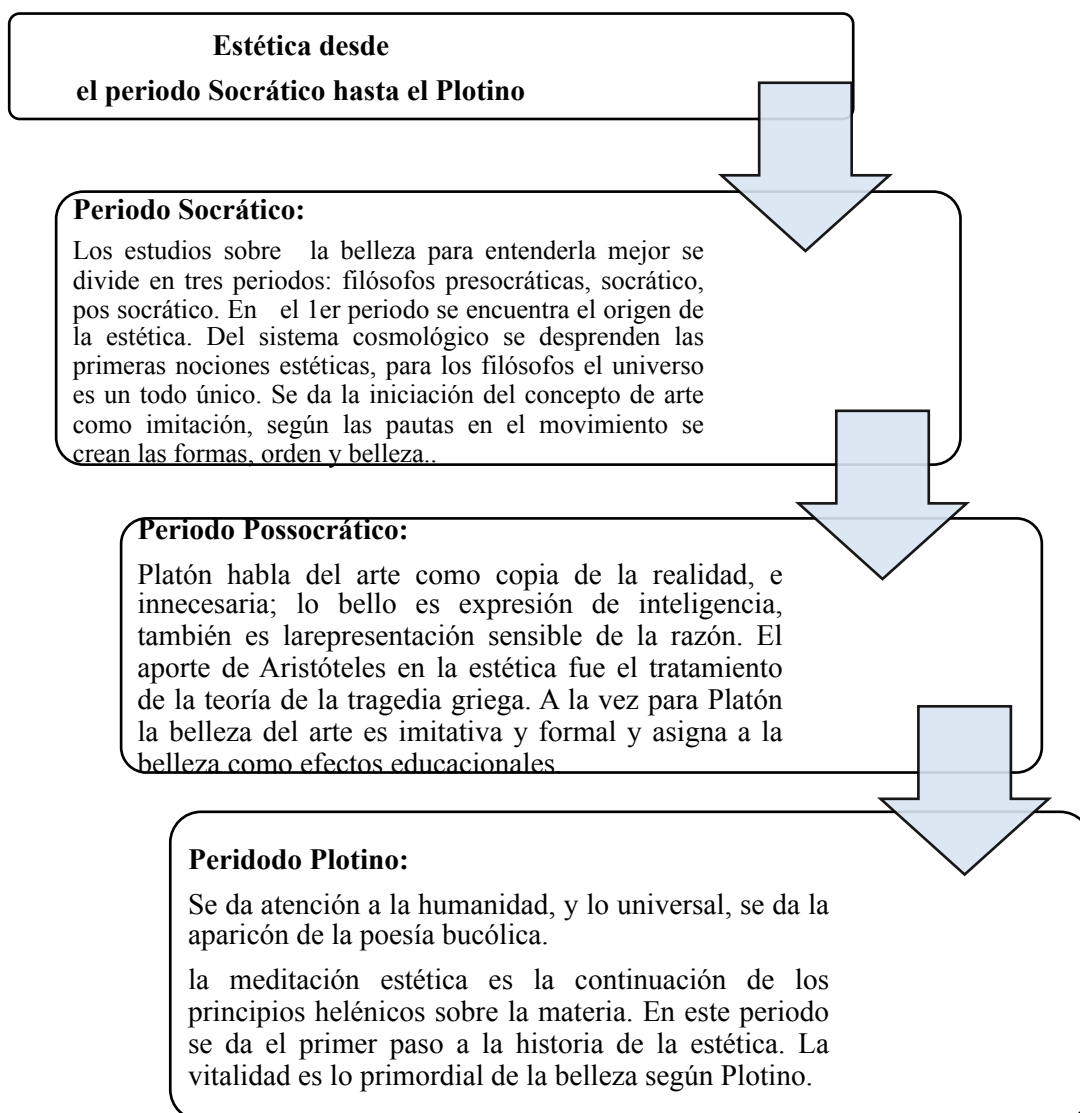 Estética desde
el periodo Socrático hasta el Plotino
Periodo Socrático:
Los estudios sobre la belleza para entenderla mejor se
divide en tres periodos: filósofos presocráticas, socrático,
pos socrático. En el 1er periodo se encuentra el origen de
la estética. Del sistema cosmológico se desprenden las
primeras nociones estéticas, para los filósofos el universo
es un todo único. Se da la iniciación del concepto de arte
como imitación, según las pautas en el movimiento se
crean las formas, orden y belleza..
Periodo Possocrático:
Platón habla del arte como copia de la realidad, e
innecesaria; lo bello es expresión de inteligencia,
también es larepresentación sensible de la razón. El
aporte de Aristóteles en la estética fue el tratamiento
de la teoría de la tragedia griega. A la vez para Platón
la belleza del arte es imitativa y formal y asigna a la
belleza como efectos educacionales
Peridodo Plotino:
Se da atención a la humanidad, y lo universal, se da la
aparicón de la poesía bucólica.
la meditación estética es la continuación de los
principios helénicos sobre la materia. En este periodo
se da el primer paso a la historia de la estética. La
vitalidad es lo primordial de la belleza según Plotino.